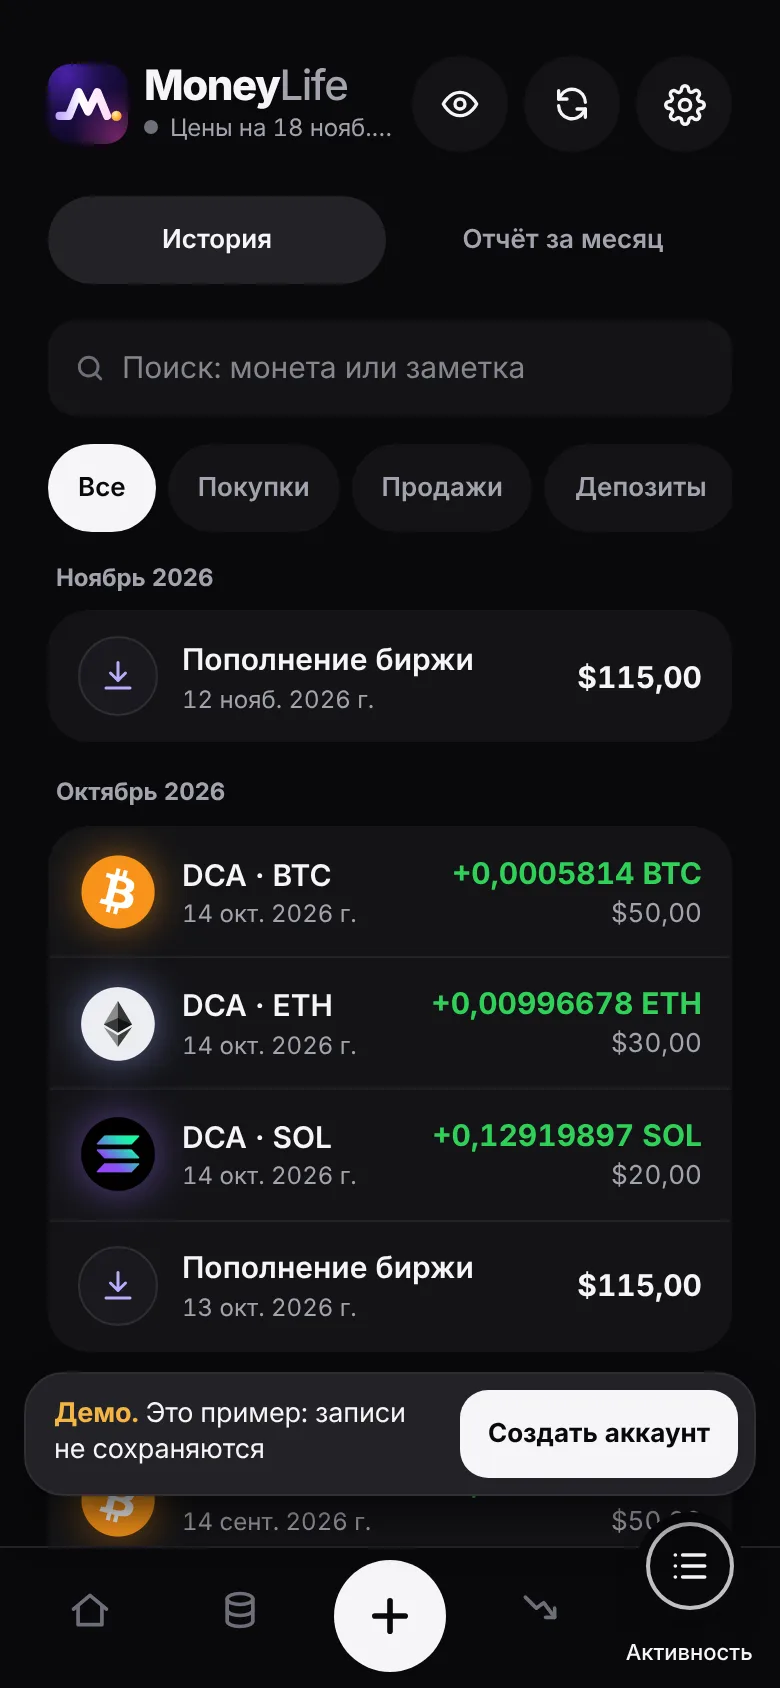 MoneyLife
Цены на 18 нояб....
История
Отчёт за месяц
Поиск: монета или заметка
Все
Покупки
Продажи
Депозиты
Ноябрь 2026
Пополнение биржи
$115,00
12 нояб. 2026 г.
Октябрь 2026
DCA · BTC
+0,0005814 BTC
14 окт. 2026 г.
$50,00
DCA · ETH
+0,00996678 ETH
14 окт. 2026 г.
$30,00
DCA · SOL
+0,12919897 SOL
14 окт. 2026 г.
$20,00
Пополнение биржи
$115,00
13 окт. 2026 г.
Демо. Это пример: записи
не сохраняются
Создать аккаунт
14 сент. 2026 г.
Активность